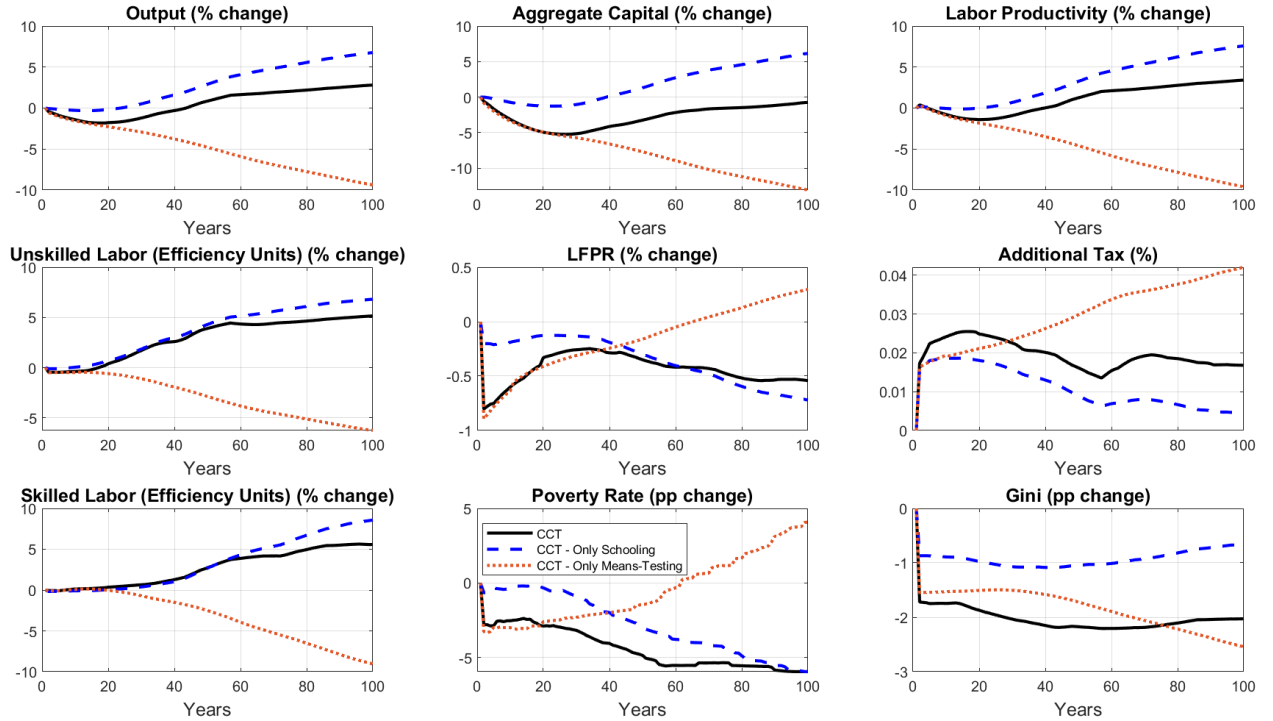 Output (% change)
10
5
0
-5
-10
0 20 40 60 80 100
Years
Aggregate Capital (% change)
10
5
0
-5
-10
0 20 40 60 80 100
Years
Labor Productivity (% change)
10
5
0
-5
-10
0 20 40 60 80 100
Years
Unskilled Labor (Efficiency Units) (% change)
10
5
0
-5
0 20 40 60 80 100
Years
LFPR (% change)
0.5
0
-0.5
-1
0 20 40 60 80 100
Years
Additional Tax (%)
0.04
0.03
0.02
0.01
0
0 20 40 60 80 100
Years
Skilled Labor (Efficiency Units) (% change)
10
5
0
-5
-10
0 20 40 60 80 100
Years
Poverty Rate (pp change)
5
0
-5
CCT
CCT - Only Schooling
CCT - Only Means-Testing
0 20 40 60 80 100
Years
Gini (pp change)
0
-1
-2
-3
0 20 40 60 80 100
Years